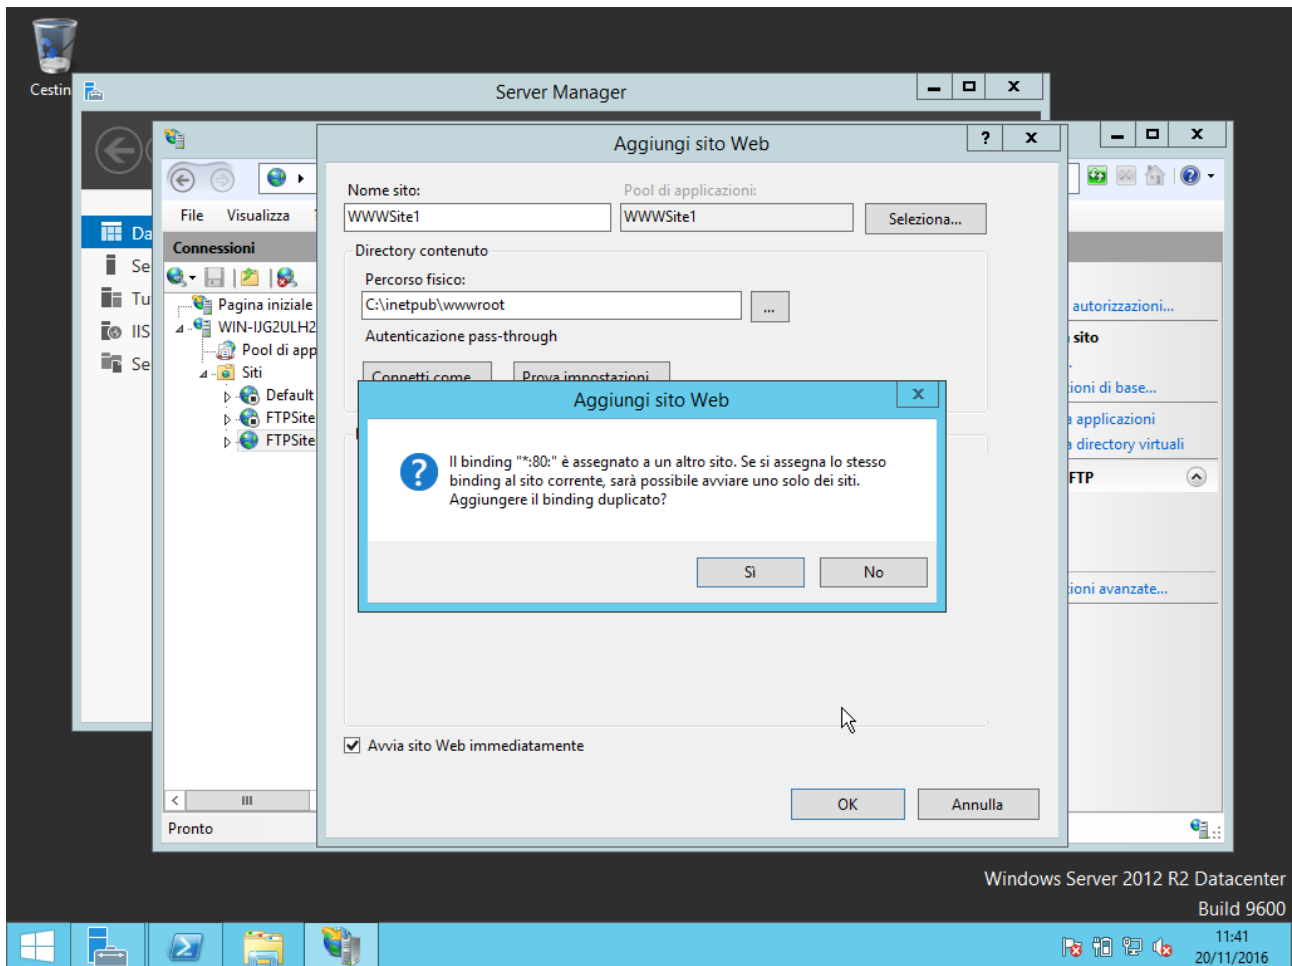 Cestin
Server Manager
Aggiungi sito Web
Nome sito:
Pool di applicazioni:
WWWSite1
WWWSite1
Seleziona...
File Visualizza
Connessioni
Directory contenuto
Percorso fisico:
C:\inetpub\wwwroot
...
Autenticazione pass-through
Connetti come
Prova impostazioni
Da
Se
Tu
IIS
Se
Pagina iniziale
WIN-IJG2ULH2
Pool di app
Siti
Default
FTPSite
FTPSite
autorizzazioni...
sito
ioni di base...
applicazioni
directory virtuali
FTP
ioni avanzate...
Aggiungi sito Web
Il binding "*:80:" è assegnato a un altro sito. Se si assegna lo stesso
binding al sito corrente, sarà possibile avviare uno solo dei siti.
Aggiungere il binding duplicato?
Sì
No
Avvia sito Web immediatamente
OK
Annulla
Pronto
Windows Server 2012 R2 Datacenter
Build 9600
11:41
20/11/2016